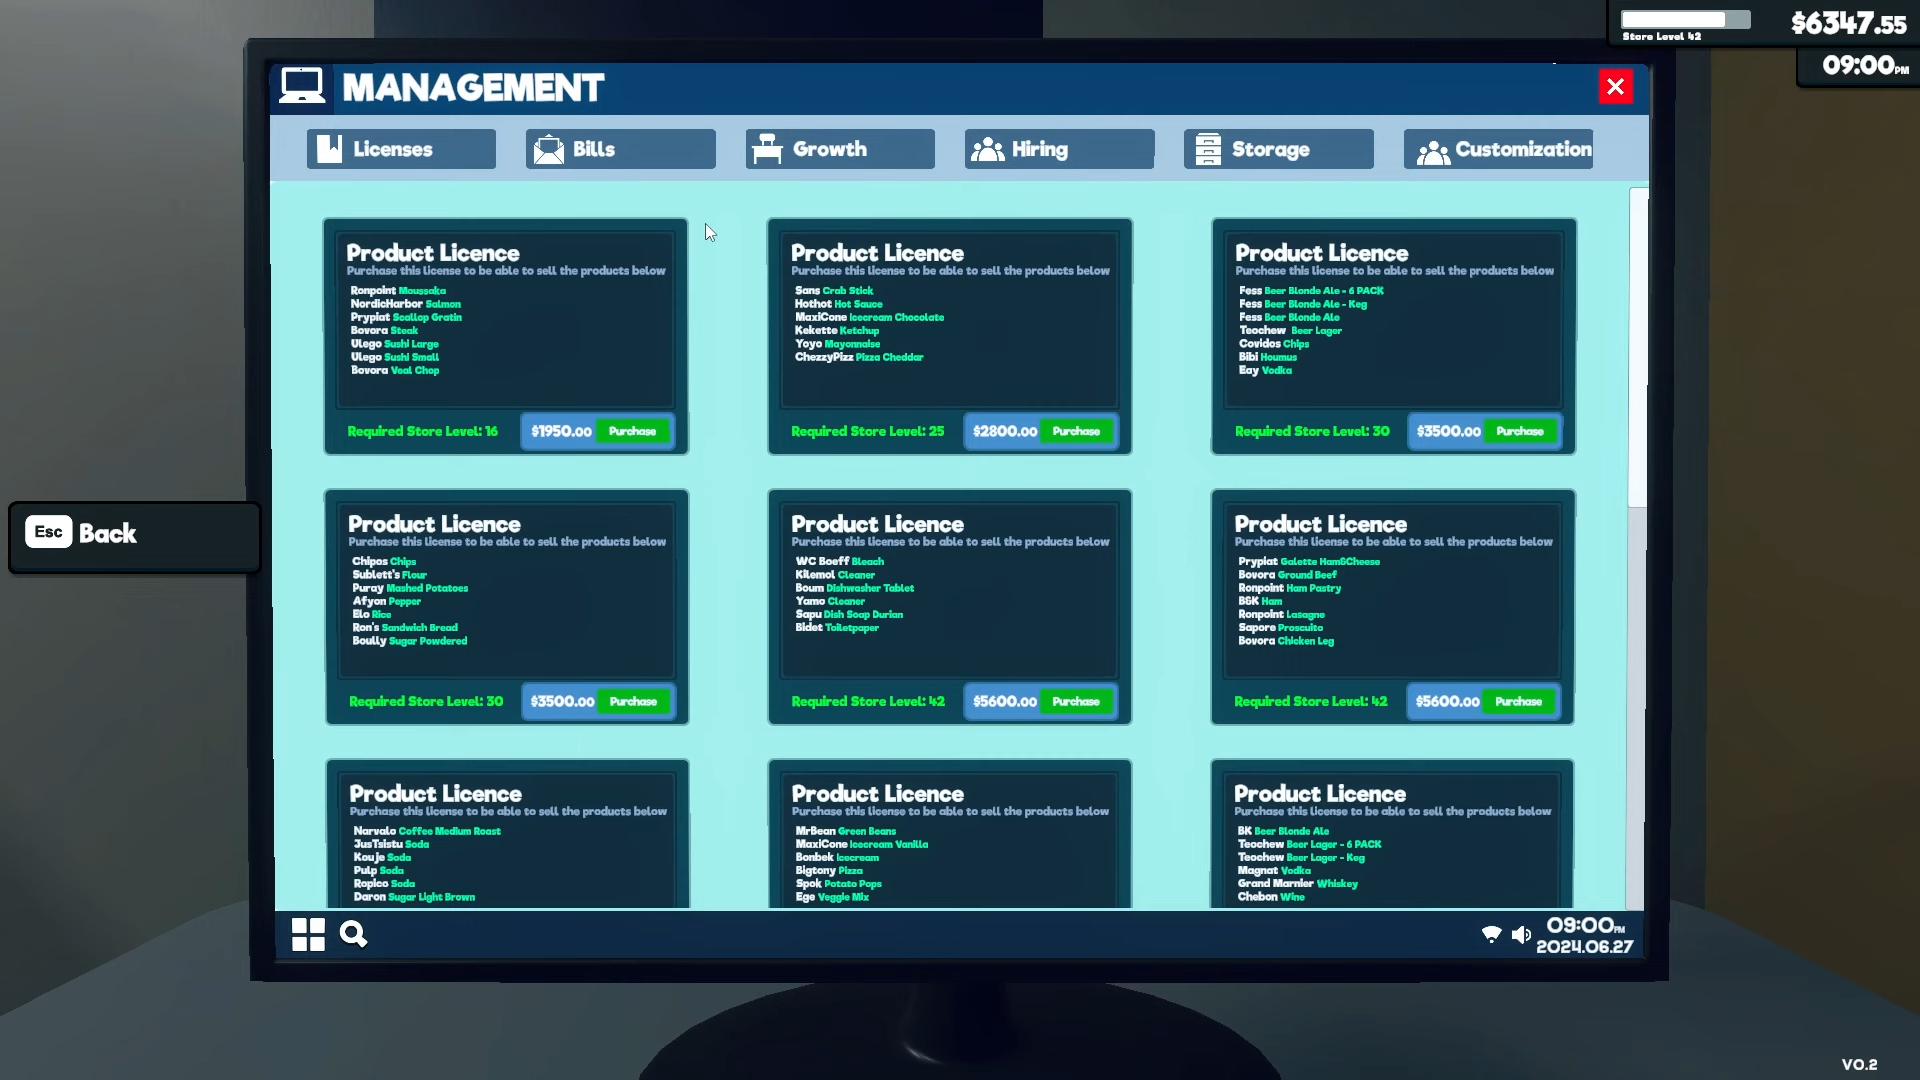 $6347.55
Store Level 42
09:00PM
MANAGEMENT
Licenses
Bills
Growth
Hiring
Storage
Customization
Product Licence
Purchase this license to be able to sell the products below
Ronpoint Moussaka
NordicHarbor Salmon
Prypiat Scallop Gratin
Bovora Steak
Ulego Sushi Large
Ulego Sushi Small
Bovora Veal Chop
Required Store Level: 16
$1950.00 Purchase
Product Licence
Purchase this license to be able to sell the products below
Sans Crab Stick
Hothot Hot Sauce
MaxiCone Icecream Chocolate
Kekette Ketchup
Yoyo Mayonnaise
ChezzyPizz Pizza Cheddar
Required Store Level: 25
$2800.00 Purchase
Product Licence
Purchase this license to be able to sell the products below
Fess Beer Blonde Ale - 6 PACK
Fess Beer Blonde Ale - Keg
Fess Beer Blonde Ale
Teochew Beer Lager
Covidos Chips
Bibi Houmus
Eay Vodka
Required Store Level: 30
$3500.00 Purchase
Esc Back
Product Licence
Purchase this license to be able to sell the products below
Chipos Chips
Sublett's Flour
Puray Mashed Potatoes
Afyon Pepper
Elo Rice
Ron's Sandwich Bread
Boully Sugar Powdered
Required Store Level: 30
$3500.00 Purchase
Product Licence
Purchase this license to be able to sell the products below
WC Boeff Bleach
Kilemol Cleaner
Boum Dishwasher Tablet
Yamo Cleaner
Sapu Dish Soap Durian
Bidet Toiletpaper
Required Store Level: 42
$5600.00 Purchase
Product Licence
Purchase this license to be able to sell the products below
Prypiat Galette Ham&Cheese
Bovora Ground Beef
Ronpoint Ham Pastry
B&K Ham
Ronpoint Lasagne
Sapore Proscuito
Bovora Chicken Leg
Required Store Level: 42
$5600.00 Purchase
Product Licence
Purchase this license to be able to sell the products below
Narvalo Coffee Medium Roast
JusTsistu Soda
Kouje Soda
Pulp Soda
Ropico Soda
Daron Sugar Light Brown
Product Licence
Purchase this license to be able to sell the products below
MrBean Green Beans
MaxiCone Icecream Vanilla
Bonbek Icecream
Bigtony Pizza
Spok Potato Pops
Ege Veggie Mix
Product Licence
Purchase this license to be able to sell the products below
BK Beer Blonde Ale
Teochew Beer Lager - 6 PACK
Teochew Beer Lager - Keg
Magnat Vodka
Grand Marnier Whiskey
Chebon Wine
09:00PM
2024.06.27
V0.2